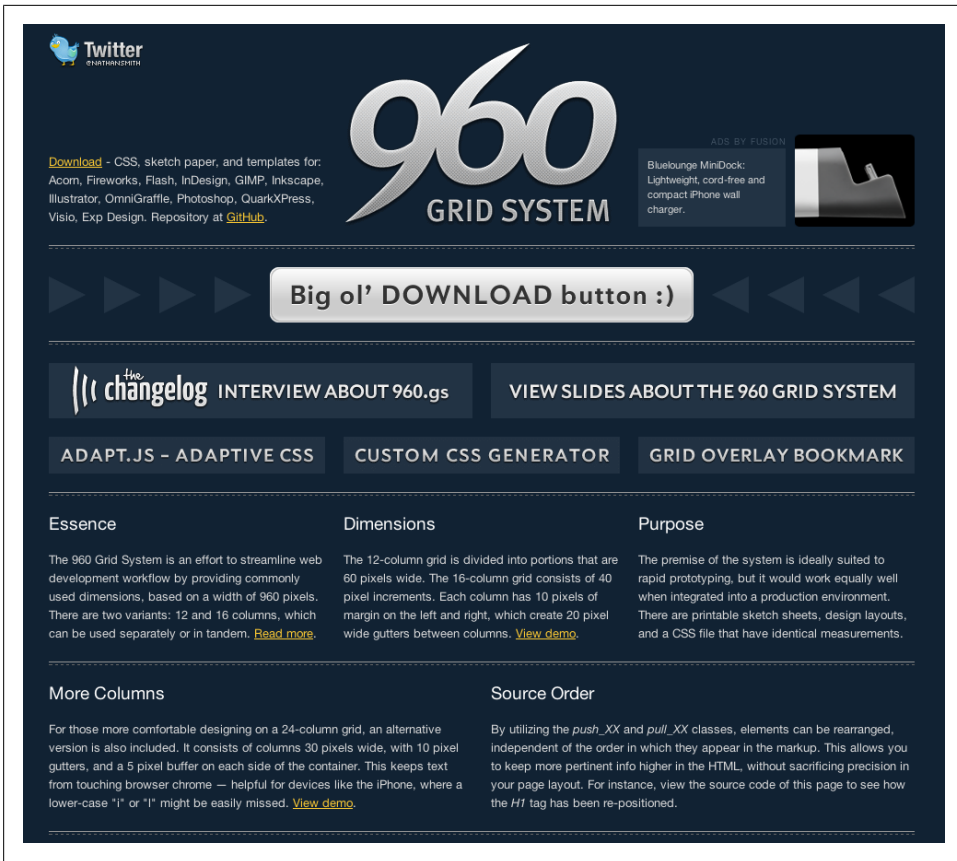 Twitter
@NATHANSMITH
960
GRID SYSTEM
Download - CSS, sketch paper, and templates for:
Acorn, Fireworks, Flash, InDesign, GIMP, Inkscape,
Illustrator, OmniGraffle, Photoshop, QuarkXPress,
Visio, Exp Design. Repository at GitHub.
ADS BY FUSION
Bluelounge MiniDock:
Lightweight, cord-free and
compact iPhone wall
charger.
Big ol’ DOWNLOAD button :)
the changelog INTERVIEW ABOUT 960.gs
VIEW SLIDES ABOUT THE 960 GRID SYSTEM
ADAPT.JS – ADAPTIVE CSS
CUSTOM CSS GENERATOR
GRID OVERLAY BOOKMARK
Essence
The 960 Grid System is an effort to streamline web
development workflow by providing commonly
used dimensions, based on a width of 960 pixels.
There are two variants: 12 and 16 columns, which
can be used separately or in tandem. Read more.
Dimensions
The 12-column grid is divided into portions that are
60 pixels wide. The 16-column grid consists of 40
pixel increments. Each column has 10 pixels of
margin on the left and right, which create 20 pixel
wide gutters between columns. View demo.
Purpose
The premise of the system is ideally suited to
rapid prototyping, but it would work equally well
when integrated into a production environment.
There are printable sketch sheets, design layouts,
and a CSS file that have identical measurements.
More Columns
For those more comfortable designing on a 24-column grid, an alternative
version is also included. It consists of columns 30 pixels wide, with 10 pixel
gutters, and a 5 pixel buffer on each side of the container. This keeps text
from touching browser chrome — helpful for devices like the iPhone, where a
lower-case "i" or "l" might be easily missed. View demo.
Source Order
By utilizing the push_XX and pull_XX classes, elements can be rearranged,
independent of the order in which they appear in the markup. This allows you
to keep more pertinent info higher in the HTML, without sacrificing precision in
your page layout. For instance, view the source code of this page to see how
the H1 tag has been re-positioned.